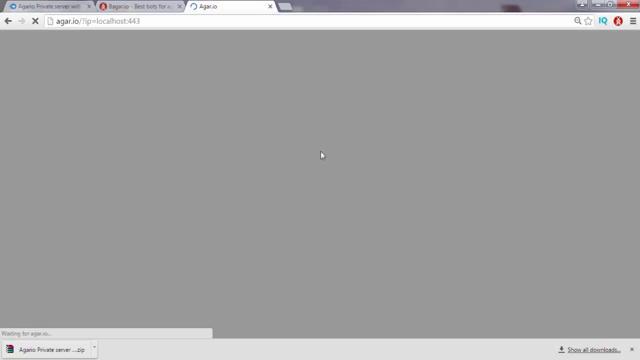 Agario Private server with
Bagar.io - Best bots for a
Agar.io
agar.io/?ip=localhost:443
IQ
Waiting for agar.io...
Agario Private server ....zip
Show all downloads...